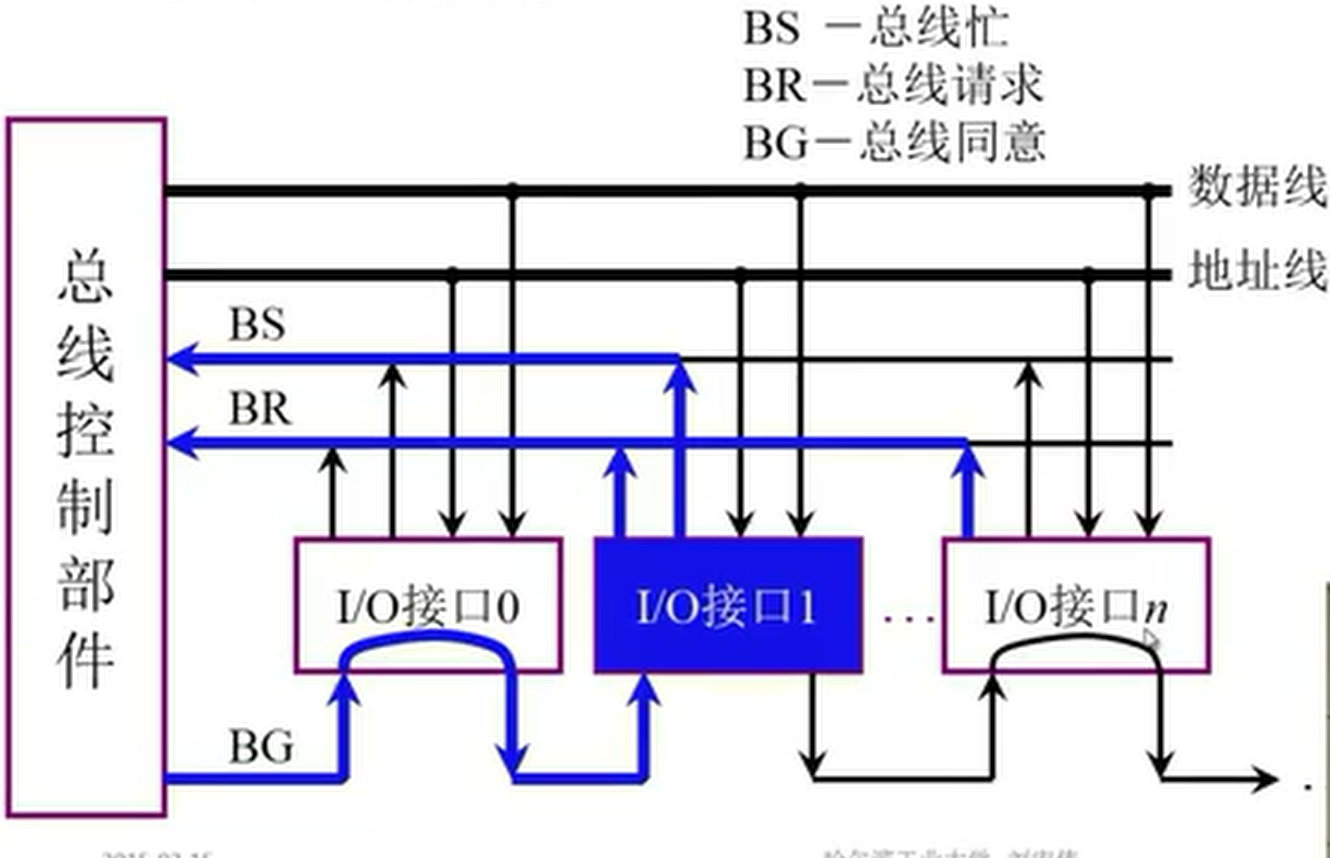 BS －总线忙
BR－总线请求
BG－总线同意
数据线
地址线
总线控制部件
BS
BR
I/O接口0
I/O接口1
...
I/O接口n
BG